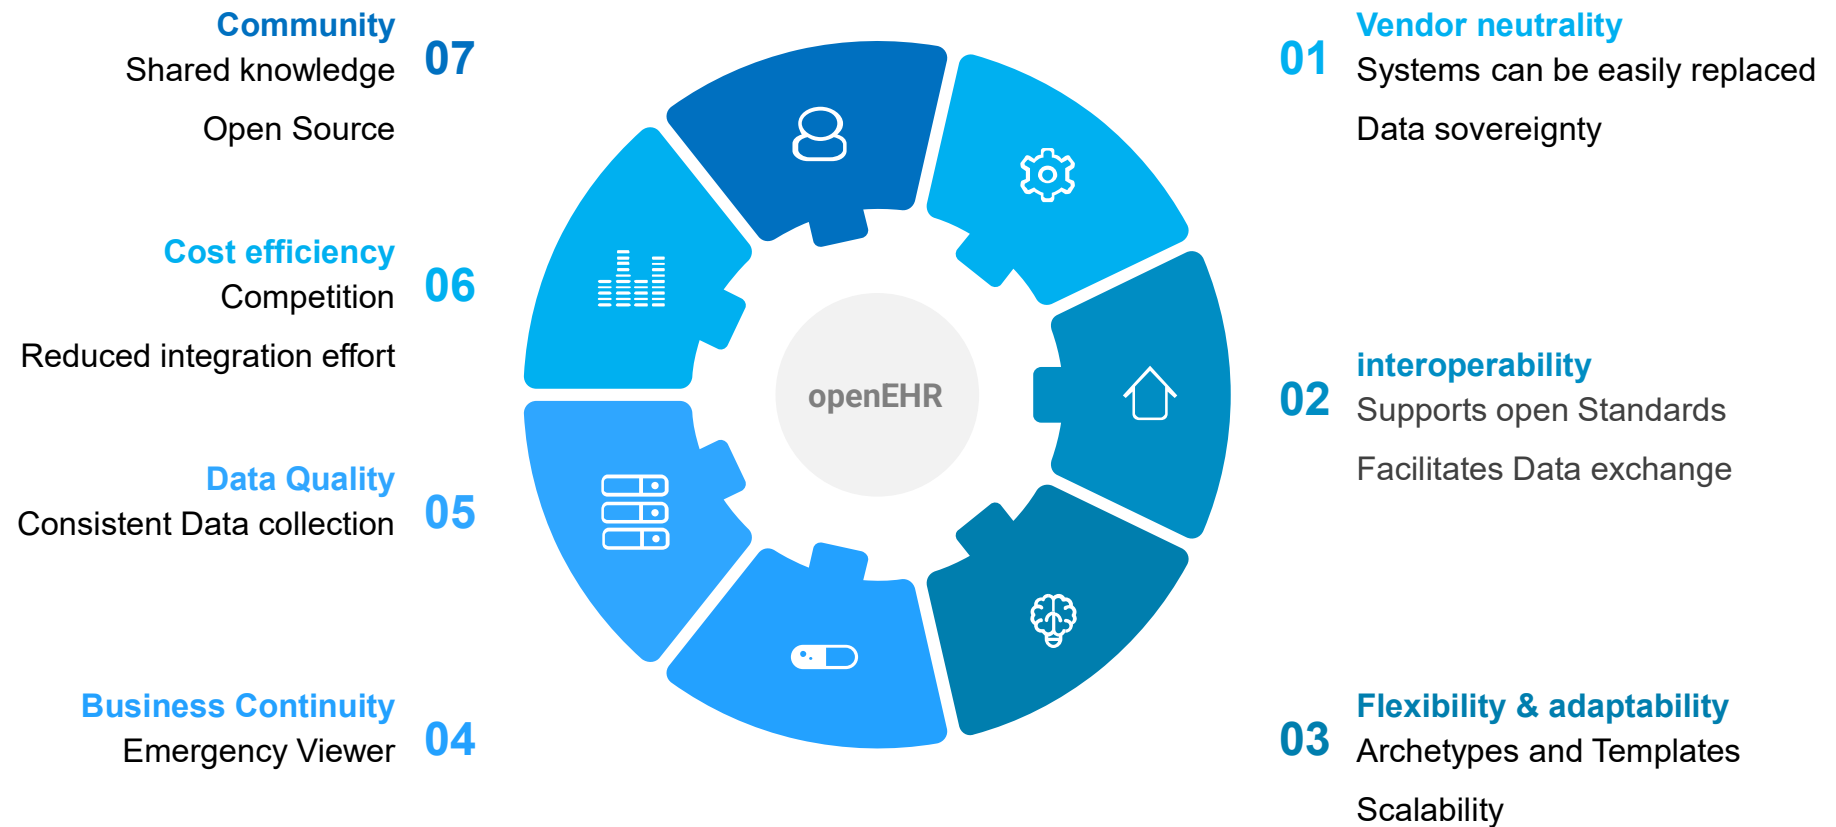 Community
07
Shared knowledge
Open Source
Cost efficiency
06
Competition
Reduced integration effort
Data Quality
05
Consistent Data collection
Business Continuity
04
Emergency Viewer
openEHR
01
Vendor neutrality
Systems can be easily replaced
Data sovereignty
02
interoperability
Supports open Standards
Facilitates Data exchange
03
Flexibility & adaptability
Archetypes and Templates
Scalability